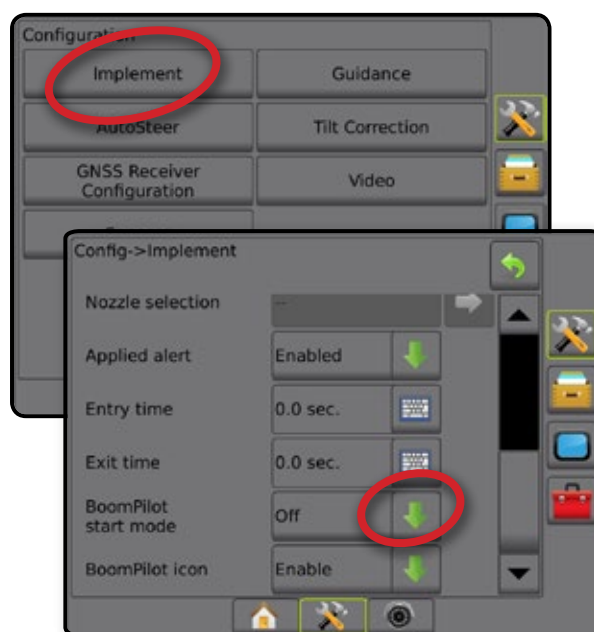 Configuration
Implement
Guidance
AutoSteer
Tilt Correction
GNSS Receiver
Configuration
Video
Config->Implement
Nozzle selection
--
Applied alert
Enabled
Entry time
0.0 sec.
Exit time
0.0 sec.
BoomPilot
start mode
Off
BoomPilot icon
Enable